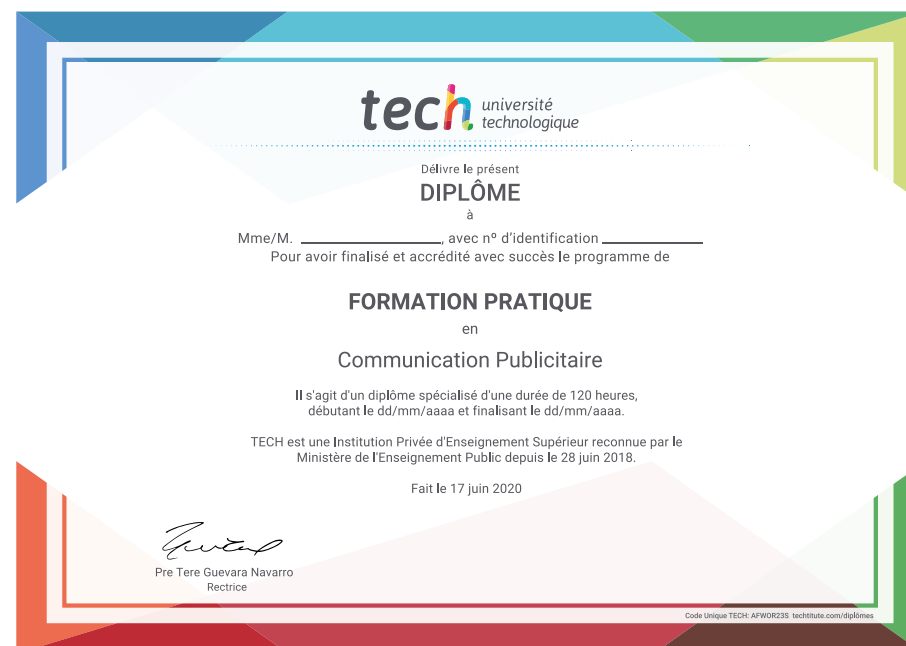 tech université
technologique
Délivre le présent
DIPLÔME
à
Mme/M. ____________________, avec nº d'identification ______________
Pour avoir finalisé et accrédité avec succès le programme de
FORMATION PRATIQUE
en
Communication Publicitaire
Il s'agit d'un diplôme spécialisé d'une durée de 120 heures,
débutant le dd/mm/aaaa et finalisant le dd/mm/aaaa.
TECH est une Institution Privée d'Enseignement Supérieur reconnue par le
Ministère de l'Enseignement Public depuis le 28 juin 2018.
Fait le 17 juin 2020
Pre Tere Guevara Navarro
Rectrice
Code Unique TECH: AFWOR23S techtitute.com/diplômes